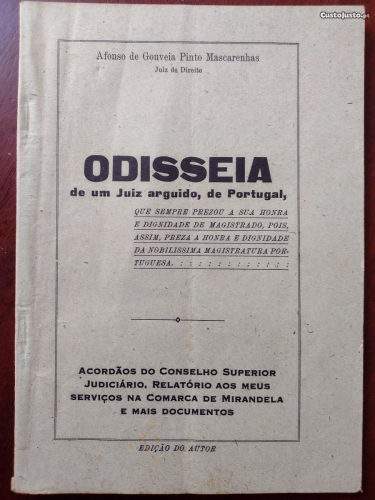 CustoJusto.pt
Afonso de Gouveia Pinto Mascarenhas
Juiz de Direito
ODISSEIA
de um Juiz arguido, de Portugal,
QUE SEMPRE PREZOU A SUA HONRA
E DIGNIDADE DE MAGISTRADO, POIS,
ASSIM, PREZA A HONRA E DIGNIDADE
DA NOBILISSIMA MAGISTRATURA POR-
TUGUESA. : : : : : : : : : : : : :
ACORDÃOS DO CONSELHO SUPERIOR
JUDICIÁRIO, RELATÓRIO AOS MEUS
SERVIÇOS NA COMARCA DE MIRANDELA
E MAIS DOCUMENTOS
EDIÇÃO DO AUTOR